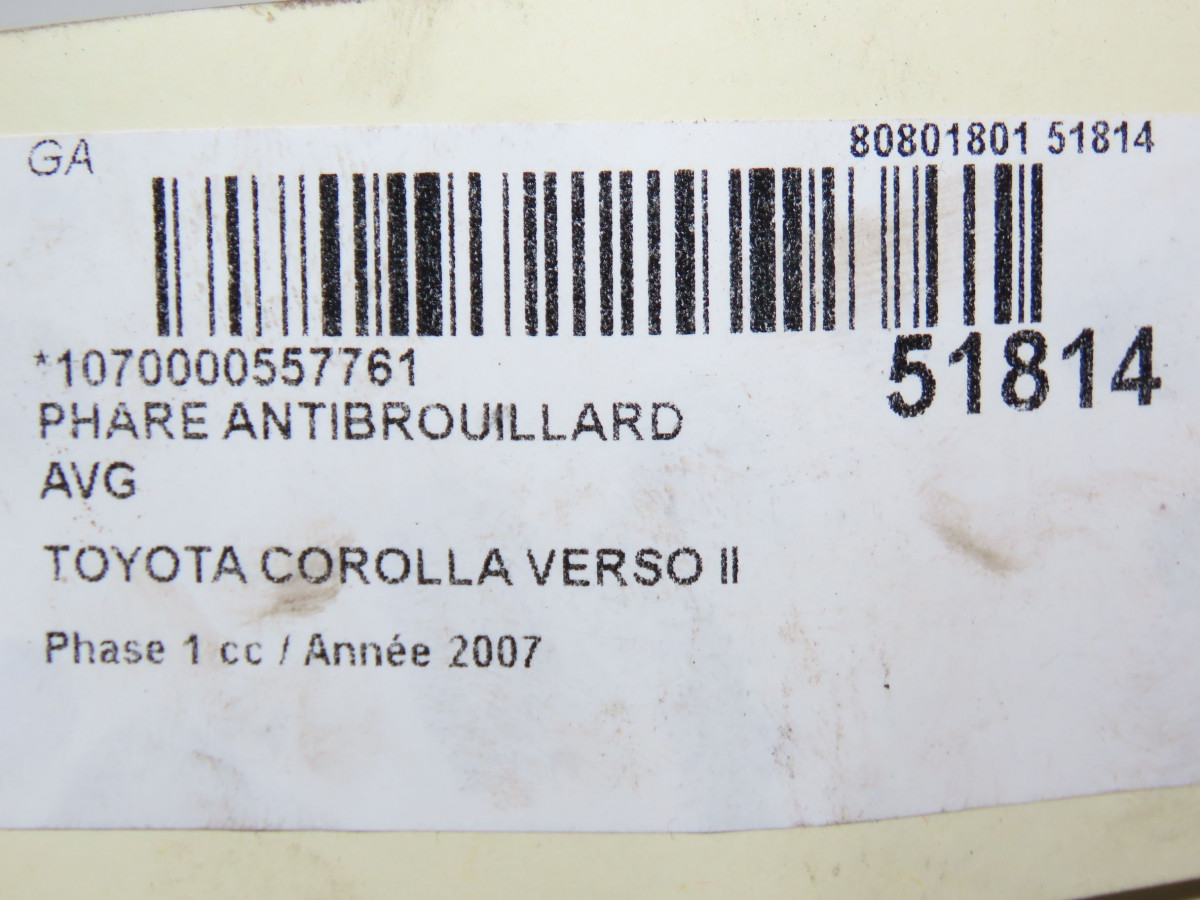 GA
80801801 51814
*1070000557761
51814
PHARE ANTIBROUILLARD
AVG
TOYOTA COROLLA VERSO II
Phase 1 cc / Année 2007